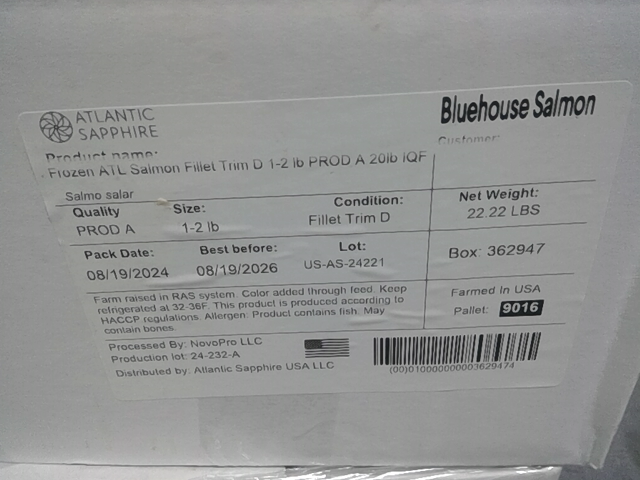 ATLANTIC
SAPPHIRE
Bluehouse Salmon
Product name:
Customer:
Frozen ATL Salmon Fillet Trim D 1-2 lb PROD A 20lb IQF
Salmo salar
Quality
Size:
Condition:
Net Weight:
PROD A
1-2 lb
Fillet Trim D
22.22 LBS
Pack Date:
Best before:
Lot:
08/19/2024
08/19/2026
US-AS-24221
Box: 362947
Farm raised in RAS system. Color added through feed. Keep
refrigerated at 32-36F. This product is produced according to
HACCP regulations. Allergen: Product contains fish. May
contain bones.
Farmed In USA
Pallet: 9016
Processed By: NovoPro LLC
Production lot: 24-232-A
Distributed by: Atlantic Sapphire USA LLC
(00)01000000003629474